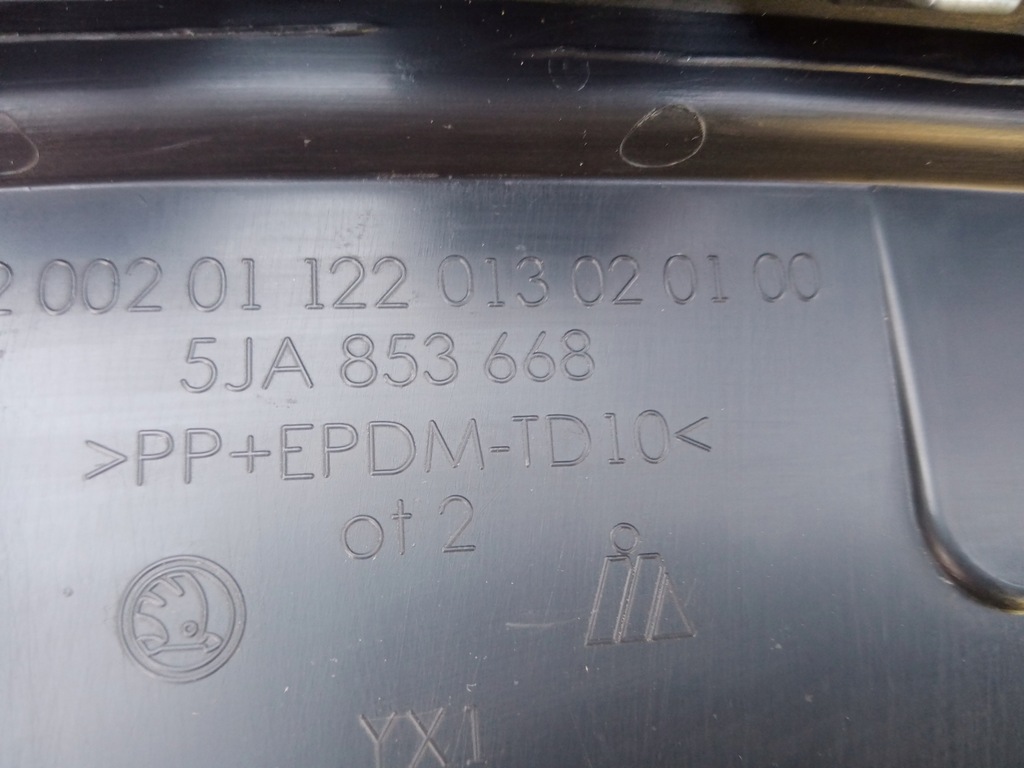 2 002 01 122 013 02 01 00
5JA 853 668
>PP+EPDM-TD10<
ot 2
YX1